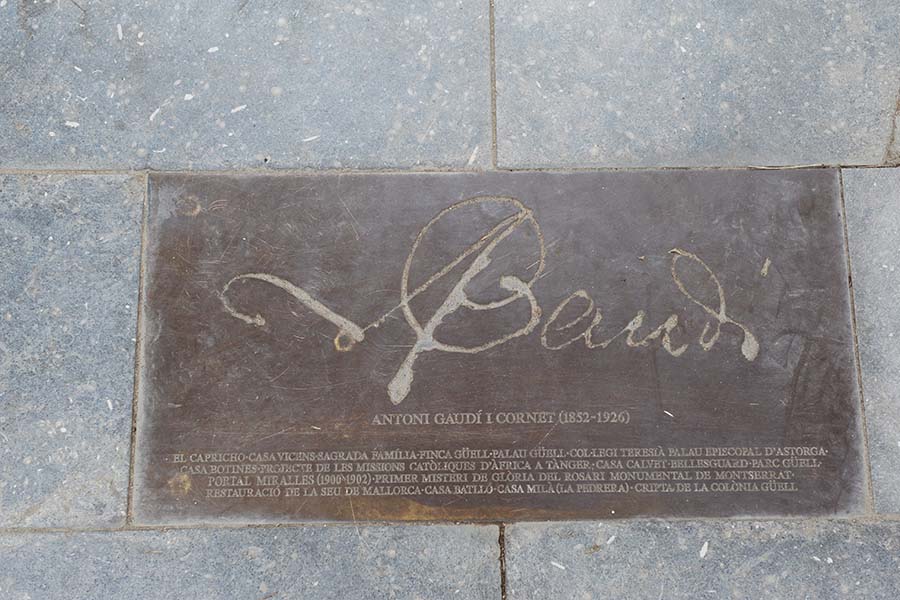 Gaudí
ANTONI GAUDÍ I CORNET (1852-1926)
· EL CAPRICHO·CASA VICENS·SAGRADA FAMÍLIA·FINCA GÜELL·PALAU GÜELL·COL·LEGI TERESIÀ PALAU EPISCOPAL D'ASTORGA·
CASA BOTINES·PROJECTE DE LES MISSIONS CATÒLIQUES D'ÀFRICA A TÀNGER·CASA CALVET·BELLESGUARD·PARC GÜELL·
PORTAL MIRALLES (1900-1902)·PRIMER MISTERI DE GLÒRIA DEL ROSARI MONUMENTAL DE MONTSERRAT·
RESTAURACIÓ DE LA SEU DE MALLORCA·CASA BATLLÓ·CASA MILÀ (LA PEDRERA)·CRIPTA DE LA COLÒNIA GÜELL